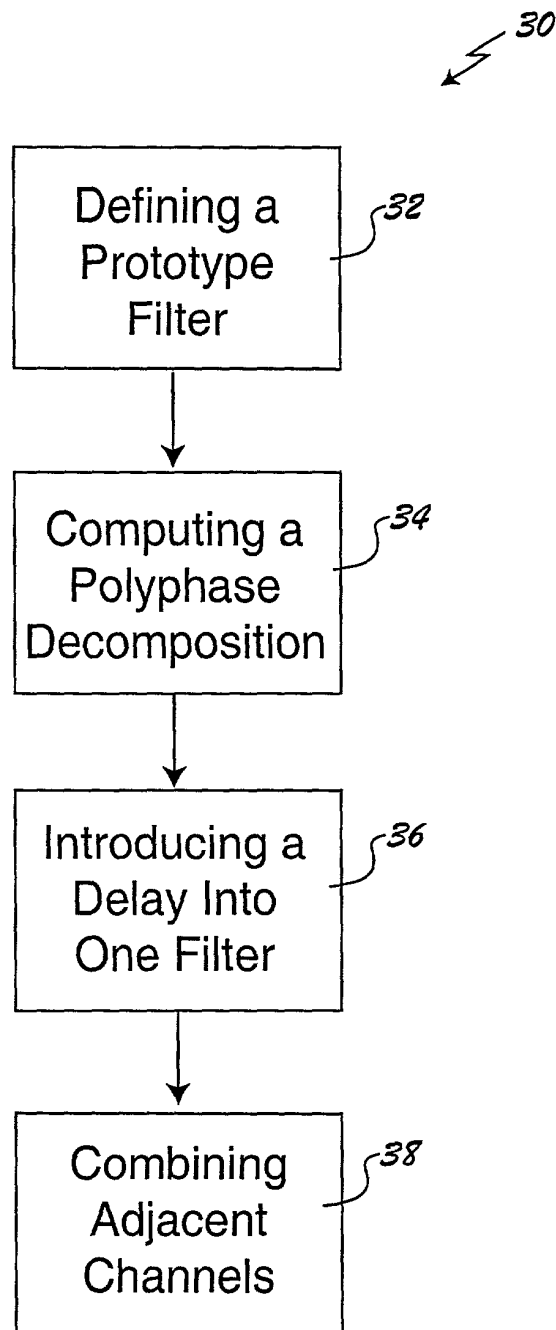 30
Defining a
Prototype
Filter
32
Computing a
Polyphase
Decomposition
34
Introducing a
Delay Into
One Filter
36
Combining
Adjacent
Channels
38